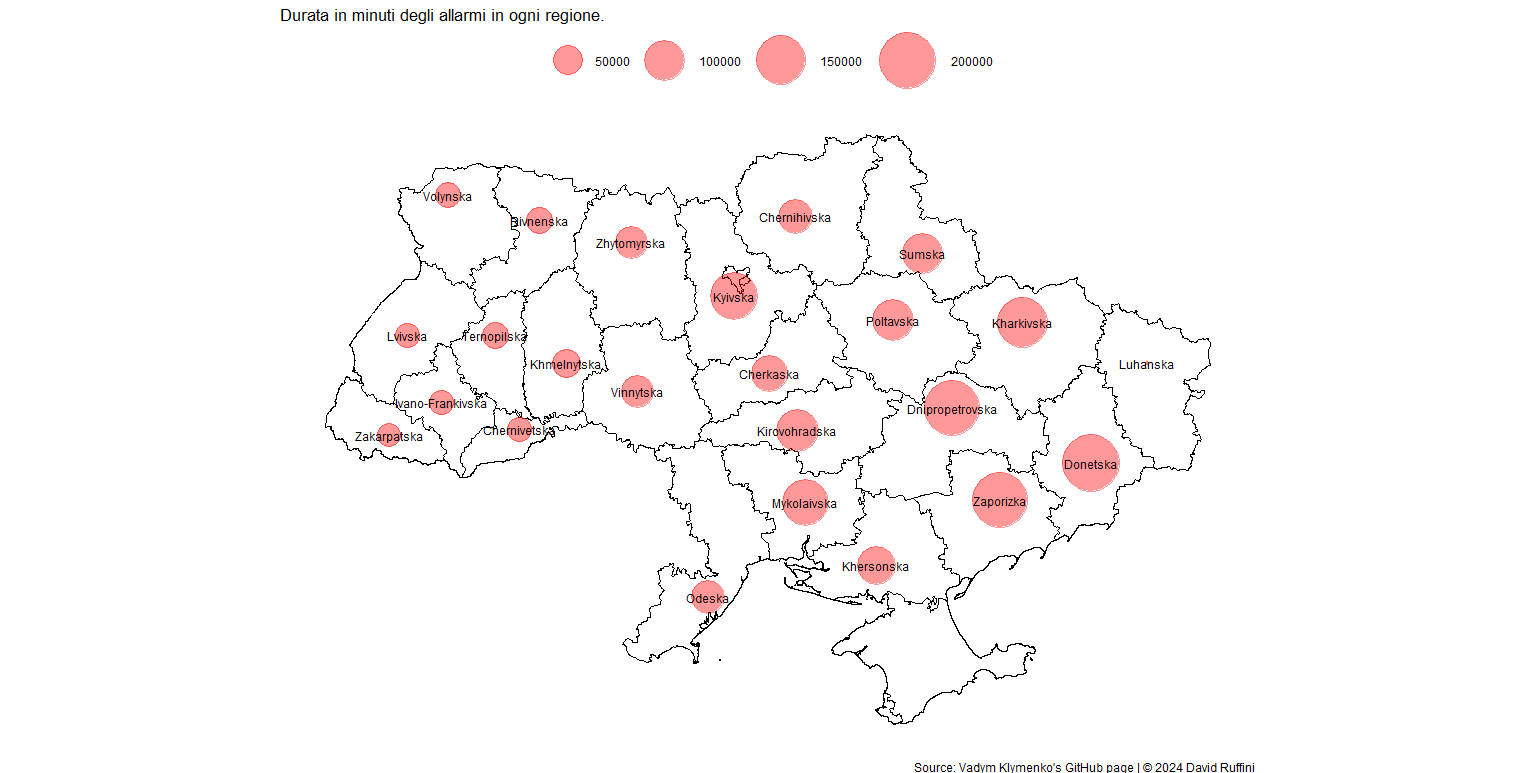 Durata in minuti degli allarmi in ogni regione.
50000 100000 150000 200000
Volynska
Rivnenska
Chernihivska
Zhytomyrska
Sumska
Kyivska
Poltavska
Kharkivska
Lvivska
Ternopilska
Khmelnytska
Luhanska
Cherkaska
Vinnytska
Ivano-Frankivska
Dnipropetrovska
Chernivetska
Kirovohradska
Zakarpatska
Donetska
Mykolaivska
Zaporizka
Khersonska
Odeska
Source: Vadym Klymenko's GitHub page | © 2024 David Ruffini